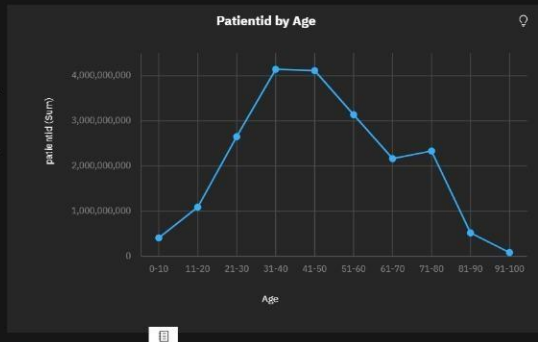 Patientid by Age
patientid (Sum)
4,000,000,000
3,000,000,000
2,000,000,000
1,000,000,000
0
0-10 11-20 21-30 31-40 41-50 51-60 61-70 71-80 81-90 91-100
Age